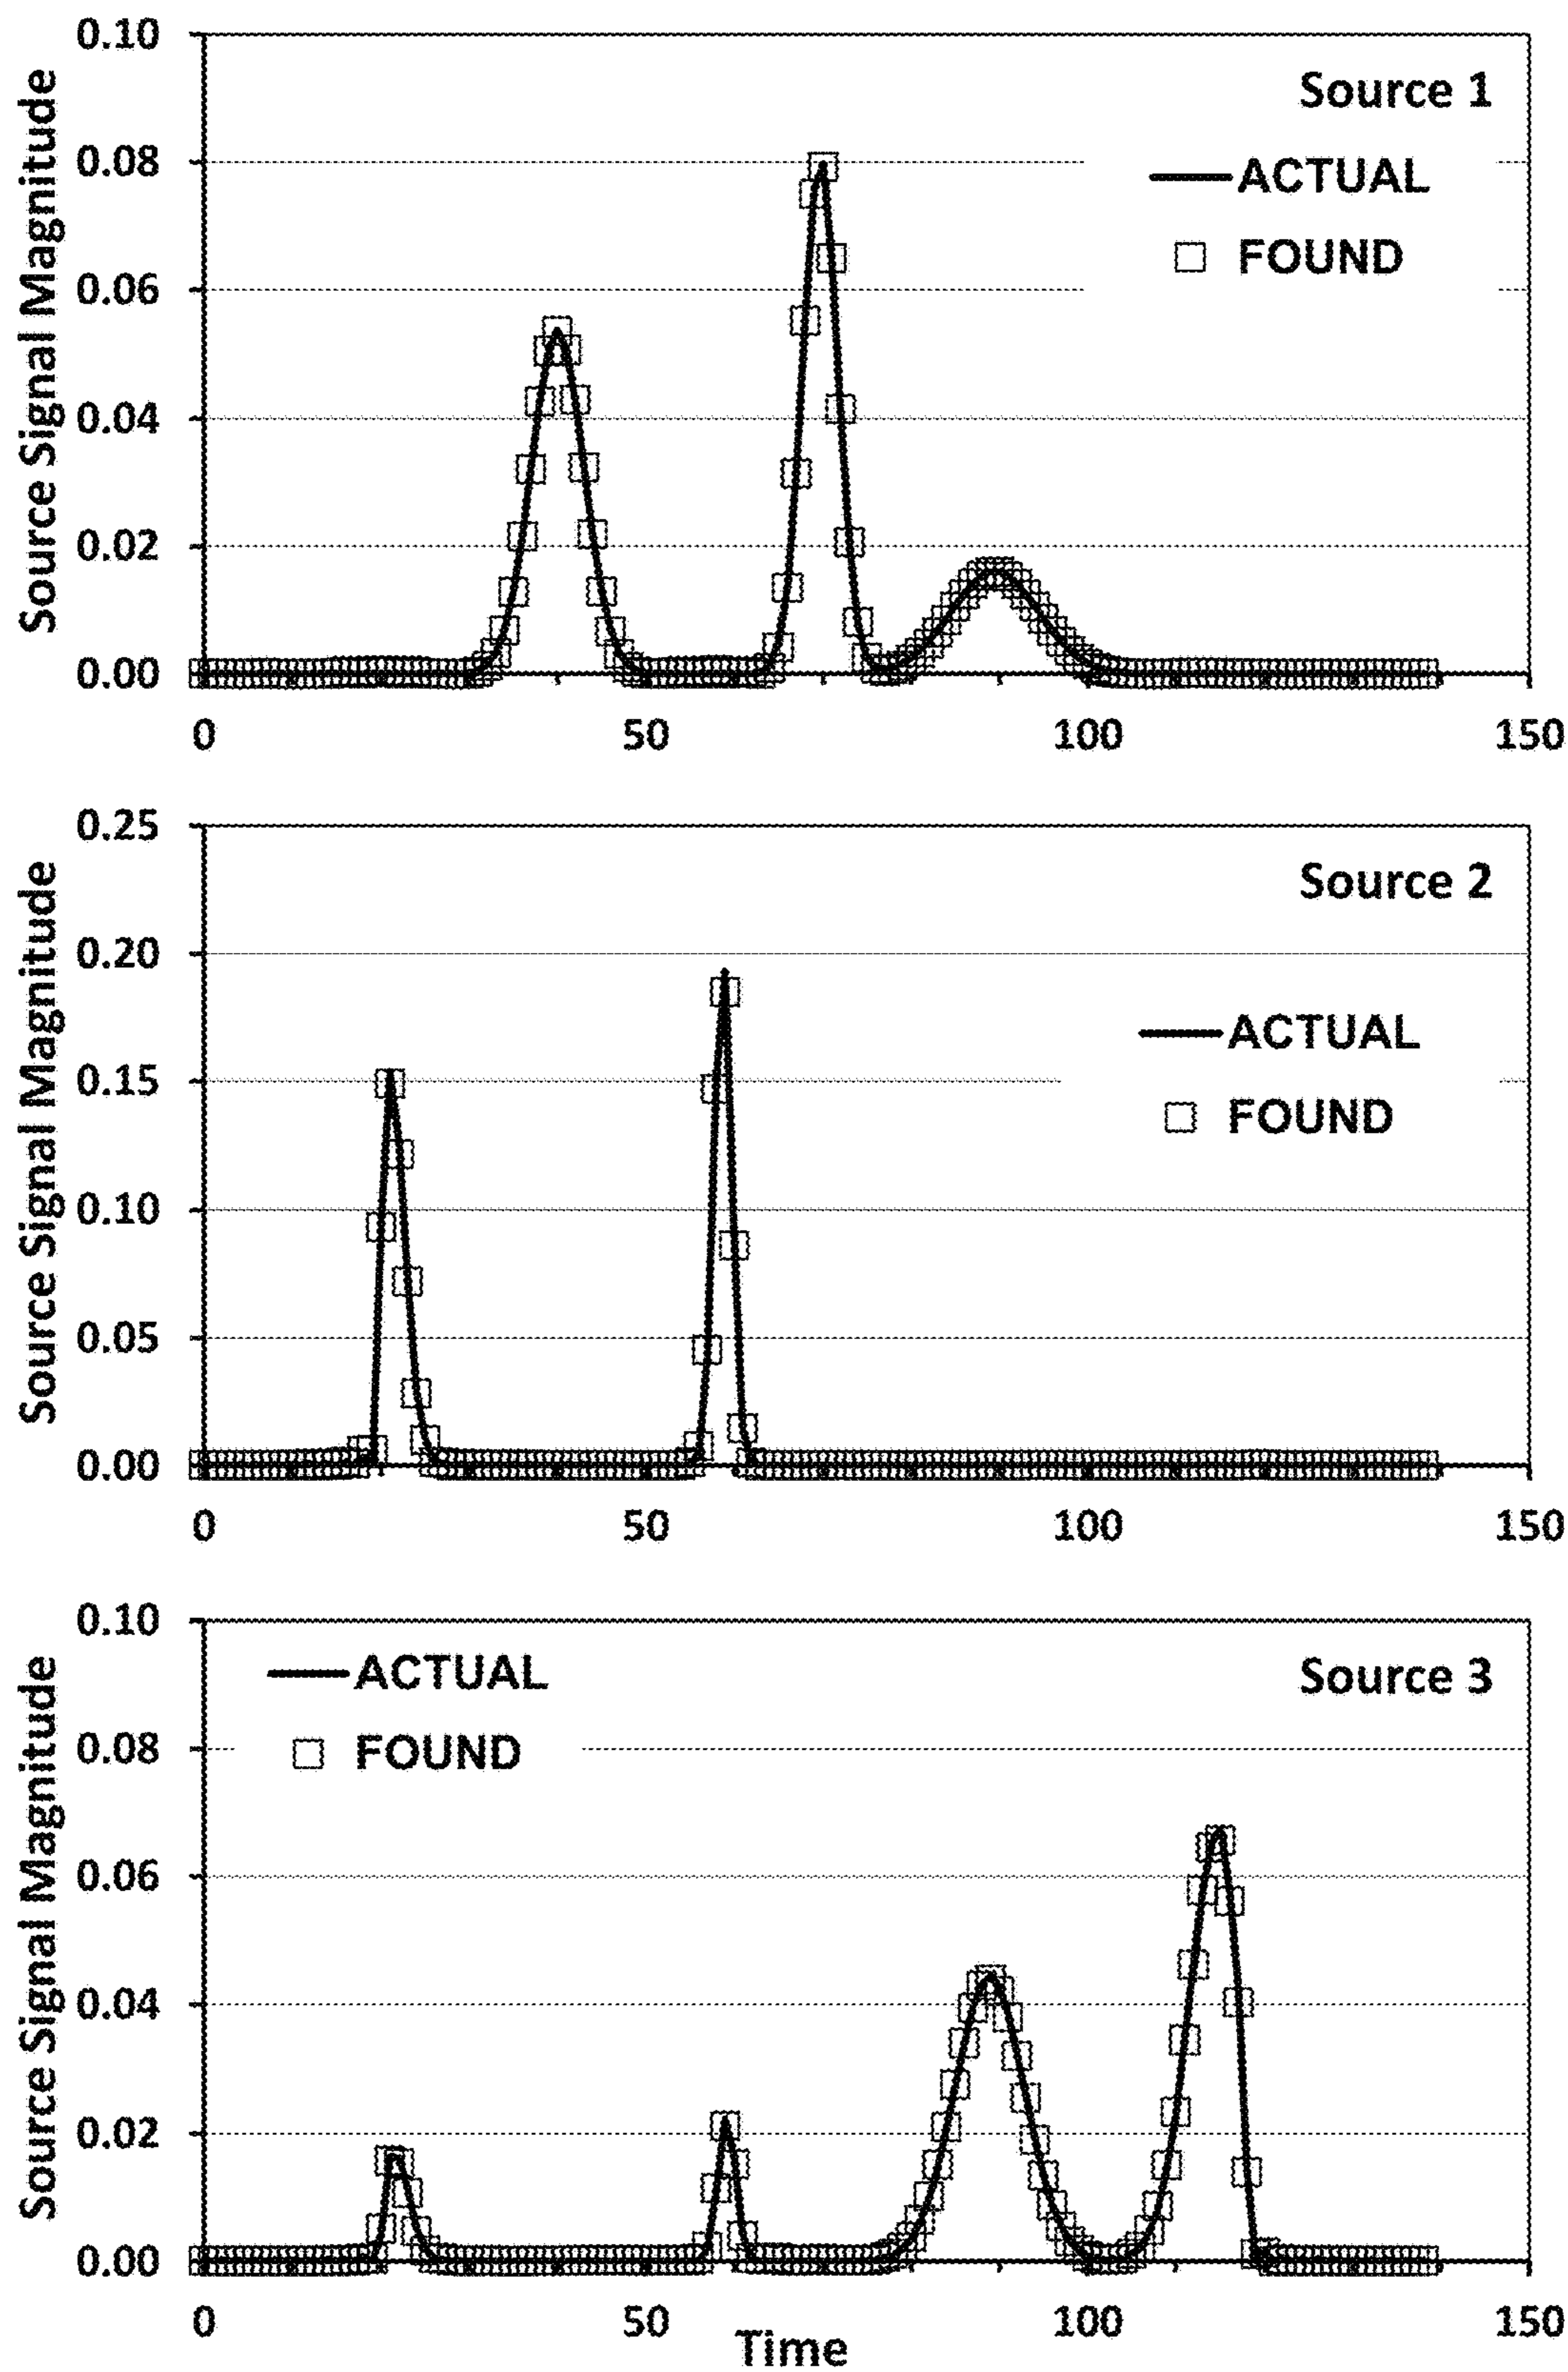 Source Signal Magnitude
0.10
0.08
0.06
0.04
0.02
0.00
Source 1
ACTUAL
FOUND
0 50 100 150
Source Signal Magnitude
0.25
0.20
0.15
0.10
0.05
0.00
Source 2
ACTUAL
FOUND
0 50 100 150
Source Signal Magnitude
0.10
0.08
0.06
0.04
0.02
0.00
ACTUAL
FOUND
Source 3
0 50 100 150
Time